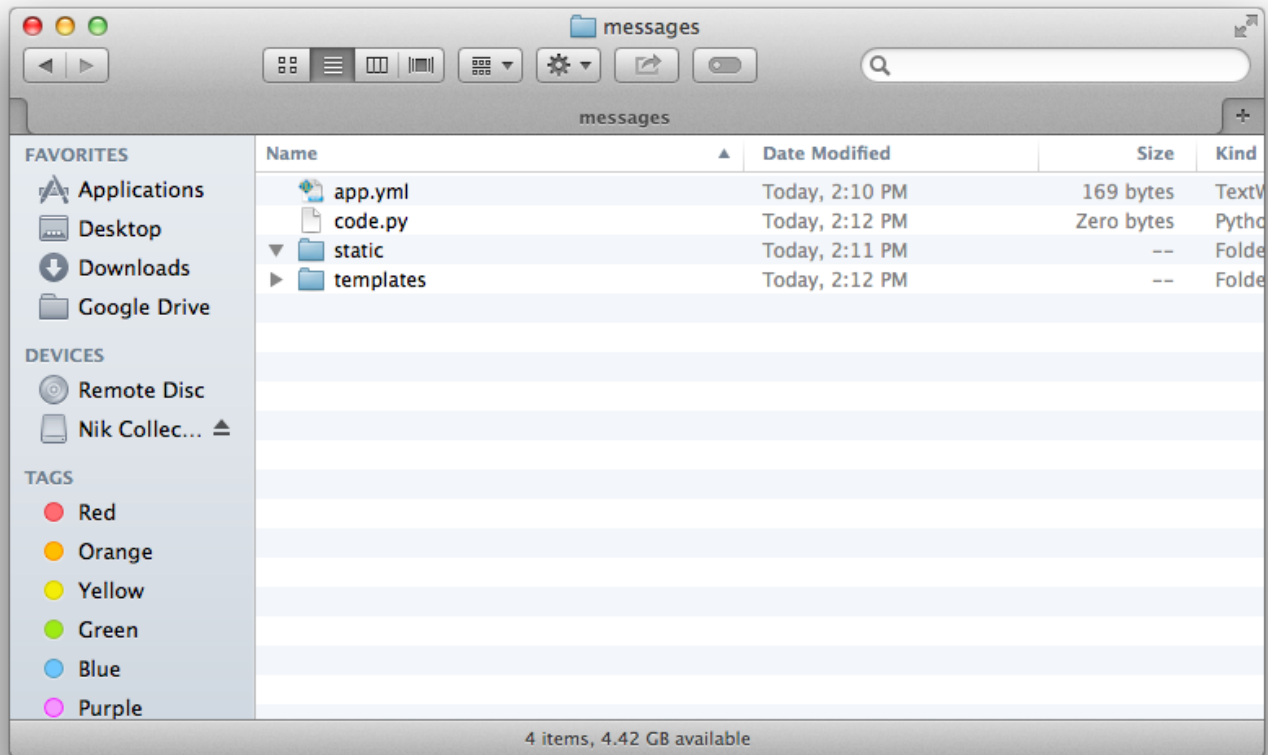 messages
messages
FAVORITES
Applications
Desktop
Downloads
Google Drive
DEVICES
Remote Disc
Nik Collec...
TAGS
Red
Orange
Yellow
Green
Blue
Purple
Name Date Modified Size Kind
app.yml Today, 2:10 PM 169 bytes TextW
code.py Today, 2:12 PM Zero bytes Pytho
static Today, 2:11 PM -- Folde
templates Today, 2:12 PM -- Folde
4 items, 4.42 GB available